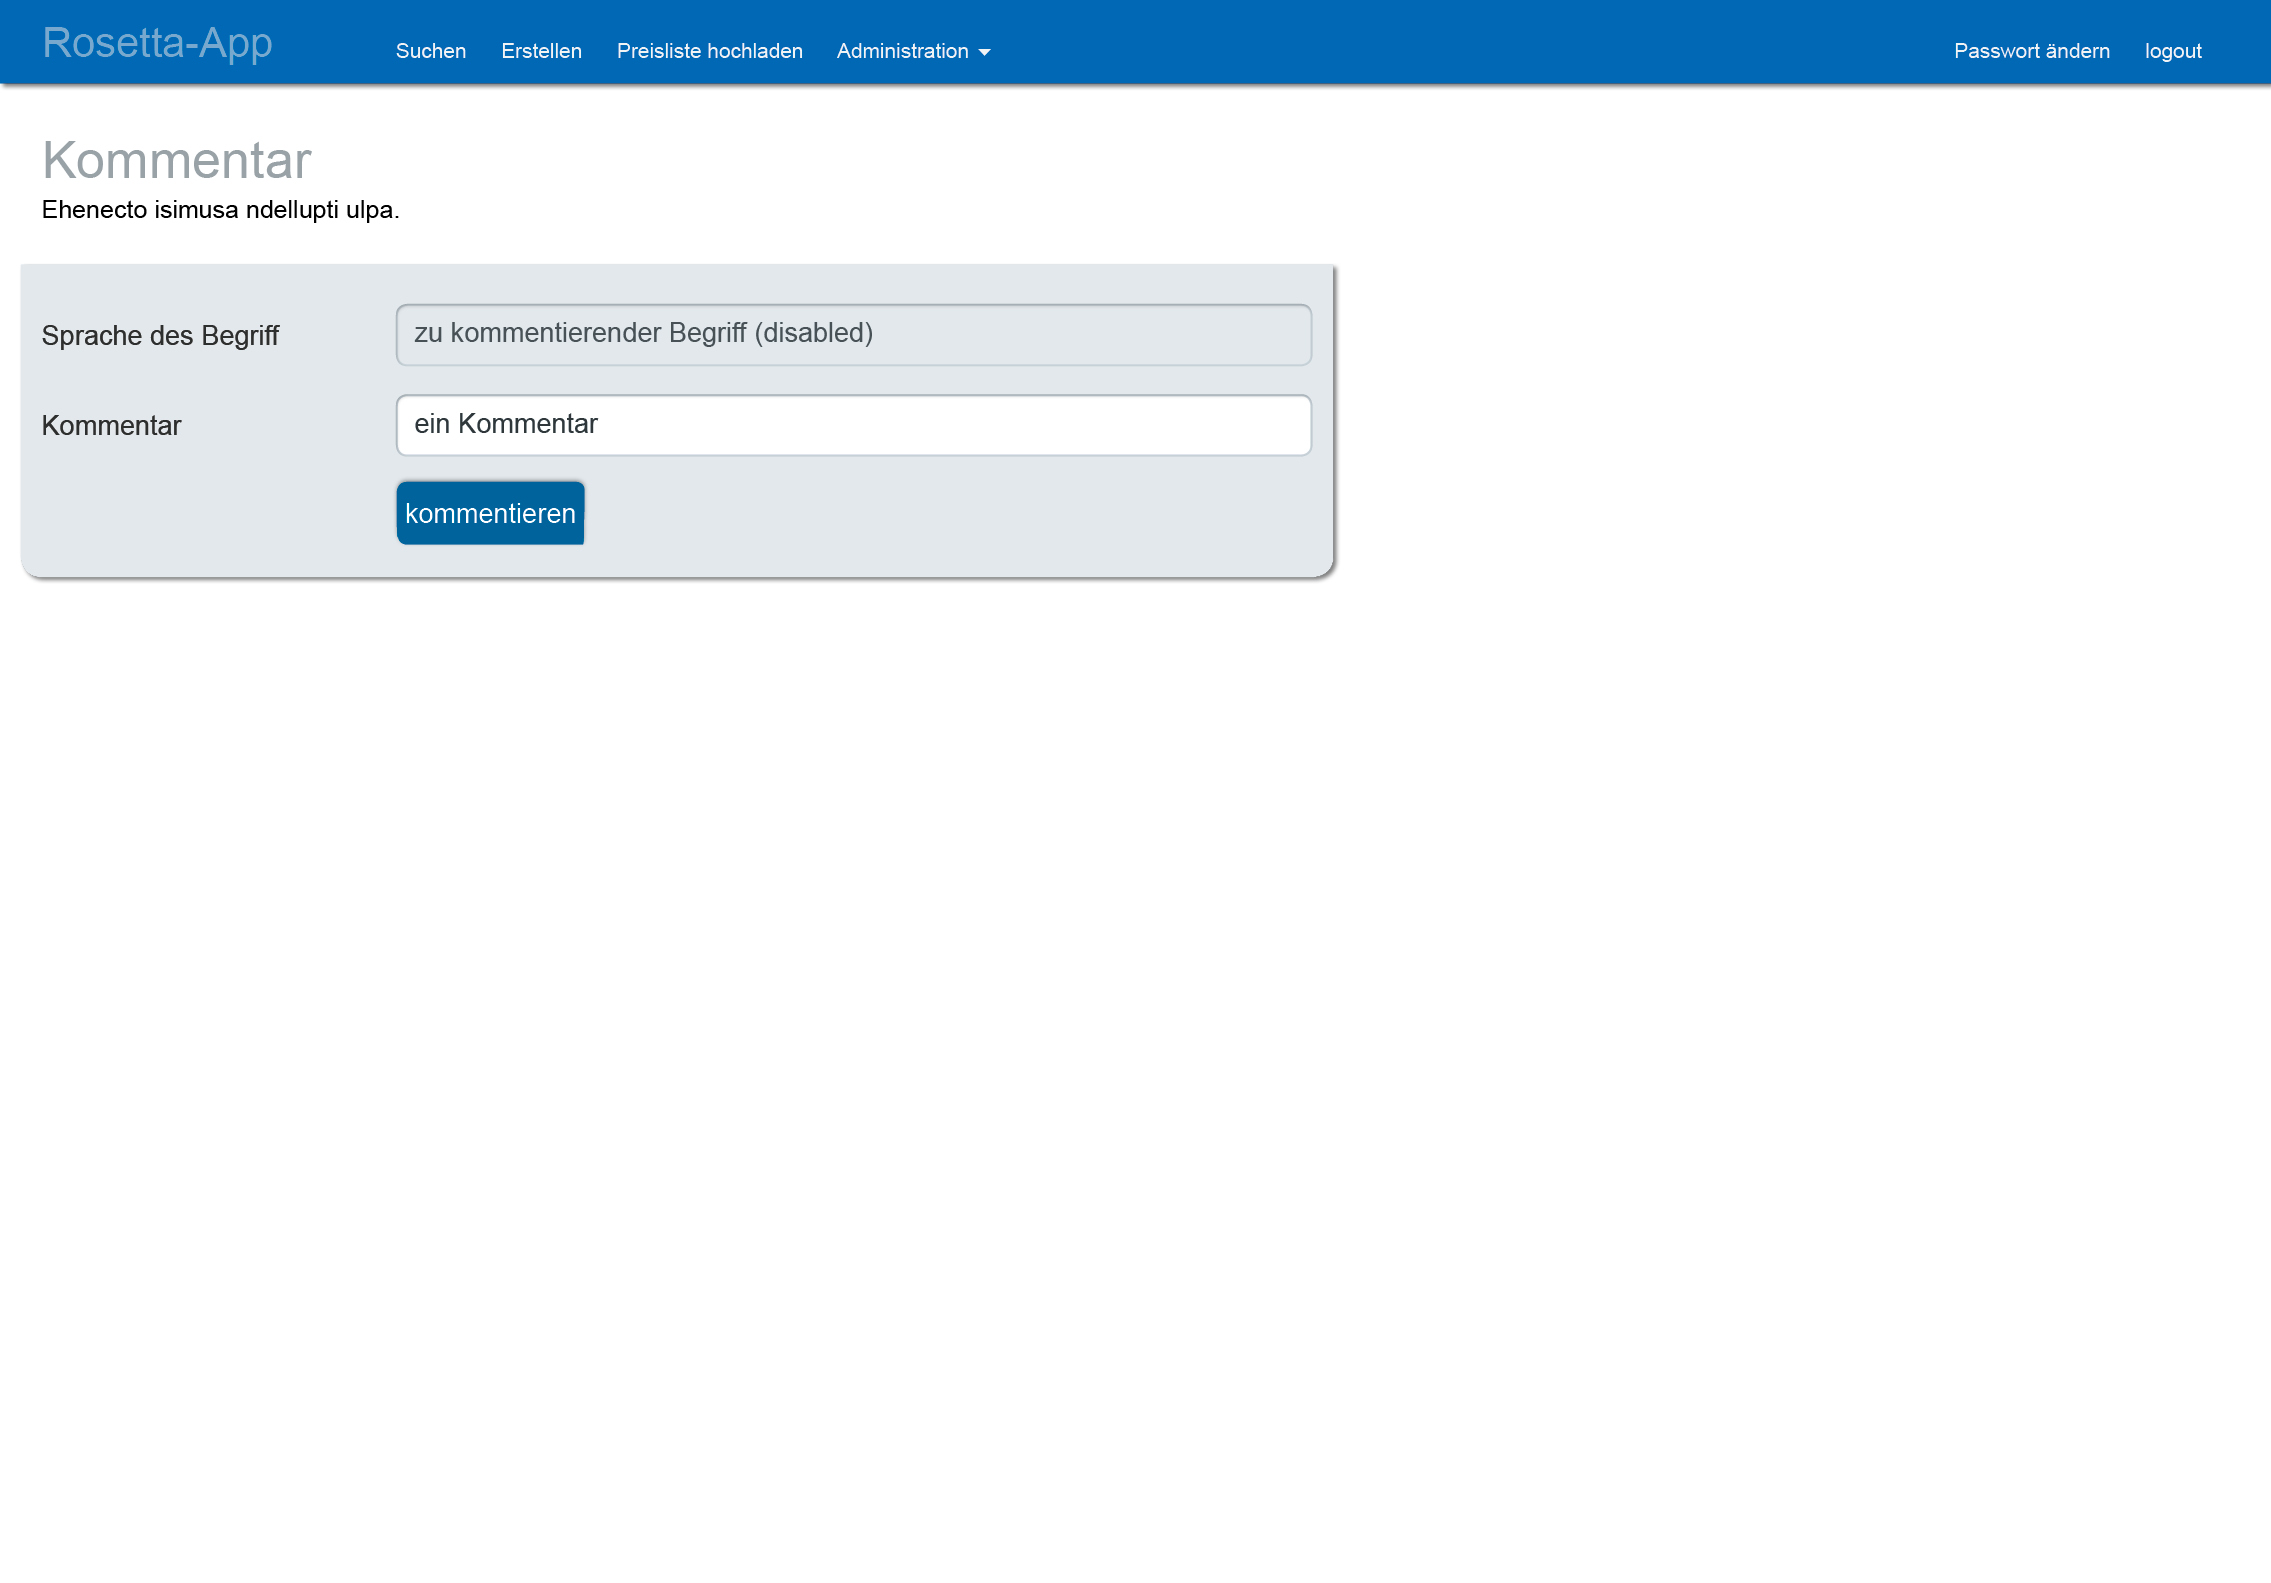 Rosetta-App Suchen Erstellen Preisliste hochladen Administration Passwort ändern logout
Kommentar
Ehenecto isimusa ndellupti ulpa.
Sprache des Begriff zu kommentierender Begriff (disabled)
Kommentar ein Kommentar
kommentieren